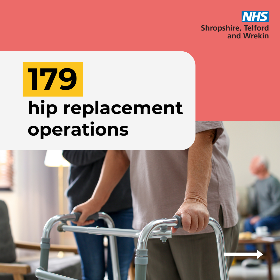 NHS
Shropshire, Telford
and Wrekin
179
hip replacement
operations